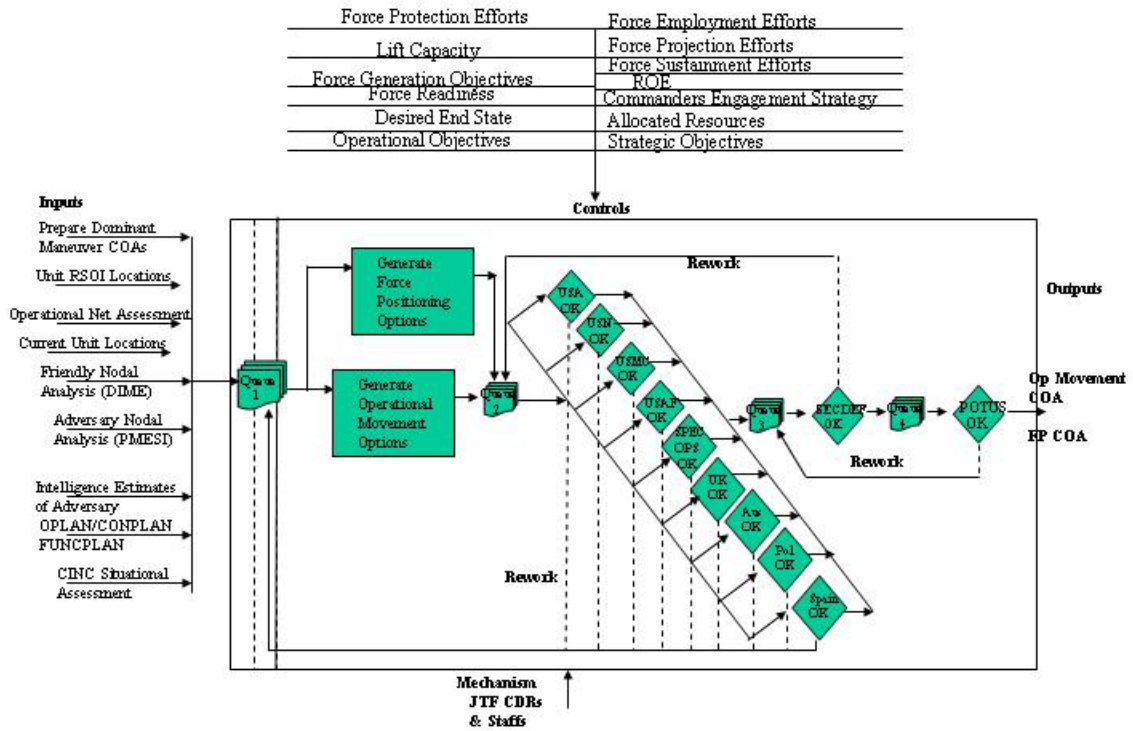 Force Protection Efforts
Force Employment Efforts
Lift Capacity
Force Projection Efforts
Force Sustainment Efforts
Force Generation Objectives
ROE
Force Readiness
Commanders Engagement Strategy
Desired End State
Allocated Resources
Operational Objectives
Strategic Objectives
Inputs
Controls
Prepare Dominant
Maneuver COAs
Unit RSOI Locations
Operational Net Assessment
Current Unit Locations
Friendly Nodal
Analysis (DIME)
Adversary Nodal
Analysis (PMESI)
Intelligence Estimates
of Adversary
OPLAN/CONPLAN
FUNCPLAN
CINC Situational
Assessment
Queue
1
Generate
Force
Positioning
Options
Generate
Operational
Movement
Options
Queue
2
Rework
USA
OK
USN
OK
USMC
OK
USAF
OK
SPEC
OPS
OK
UK
OK
Aus
OK
Pol
OK
Spain
OK
Queue
3
SECDEF
OK
Queue
4
POTUS
OK
Rework
Rework
Outputs
Op Movement
COA
FP COA
Mechanism
JTF CDRs
& Staffs